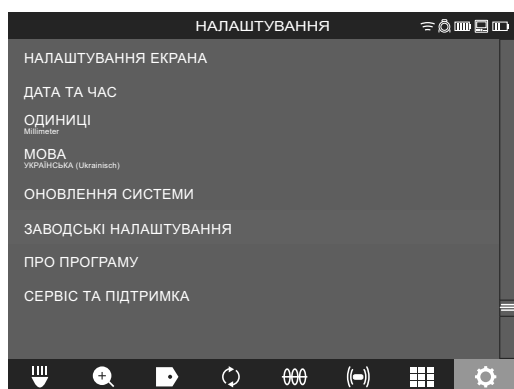 НАЛАШТУВАННЯ
НАЛАШТУВАННЯ ЕКРАНА
ДАТА ТА ЧАС
ОДИНИЦІ
Millimeter
МОВА
УКРАЇНСЬКА (Ukrainisch)
ОНОВЛЕННЯ СИСТЕМИ
ЗАВОДСЬКІ НАЛАШТУВАННЯ
ПРО ПРОГРАМУ
СЕРВІС ТА ПІДТРИМКА